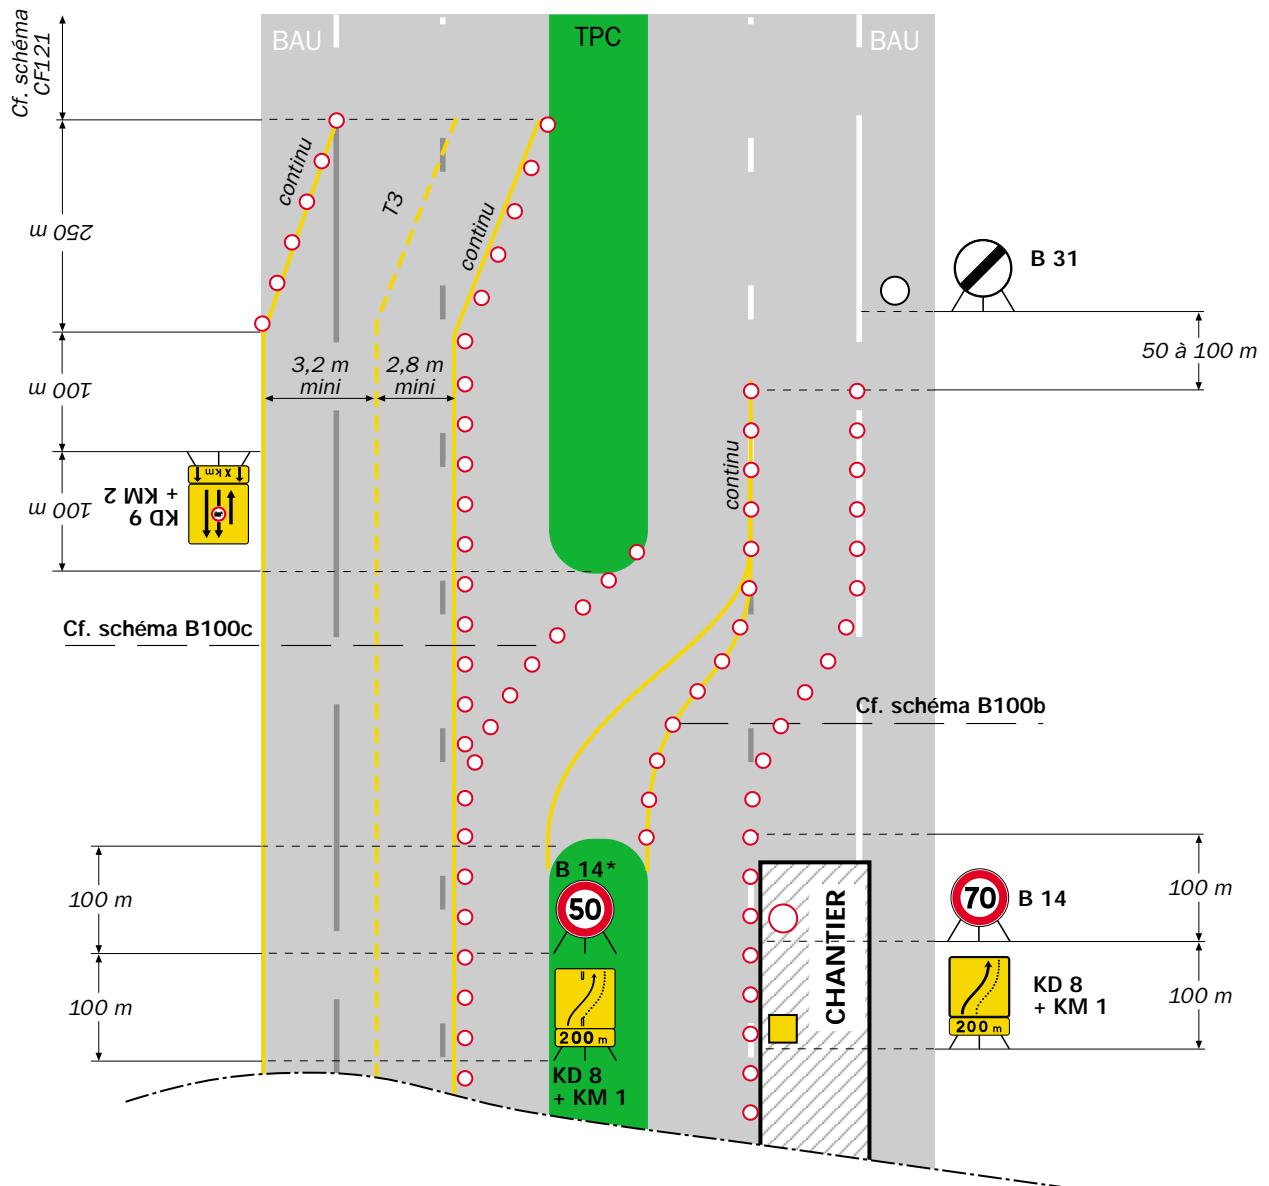 Cf. schéma
CF121
BAU
TPC
BAU
continu
T3
continu
250 m
B 31
50 à 100 m
3,2 m
mini
2,8 m
mini
100 m
continu
X km
KD 9
+ KM 2
100 m
Cf. schéma B100c
Cf. schéma B100b
B 14*
50
100 m
CHANTIER
70
B 14
100 m
200 m
KD 8
+ KM 1
100 m
200 m
KD 8
+ KM 1
100 m